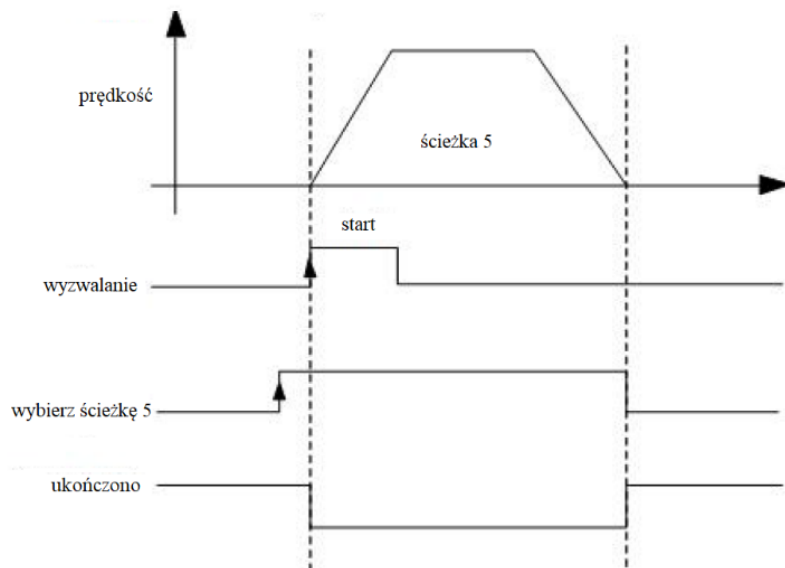 prędkość
ścieżka 5
start
wyzwalanie
wybierz ścieżkę 5
ukończono